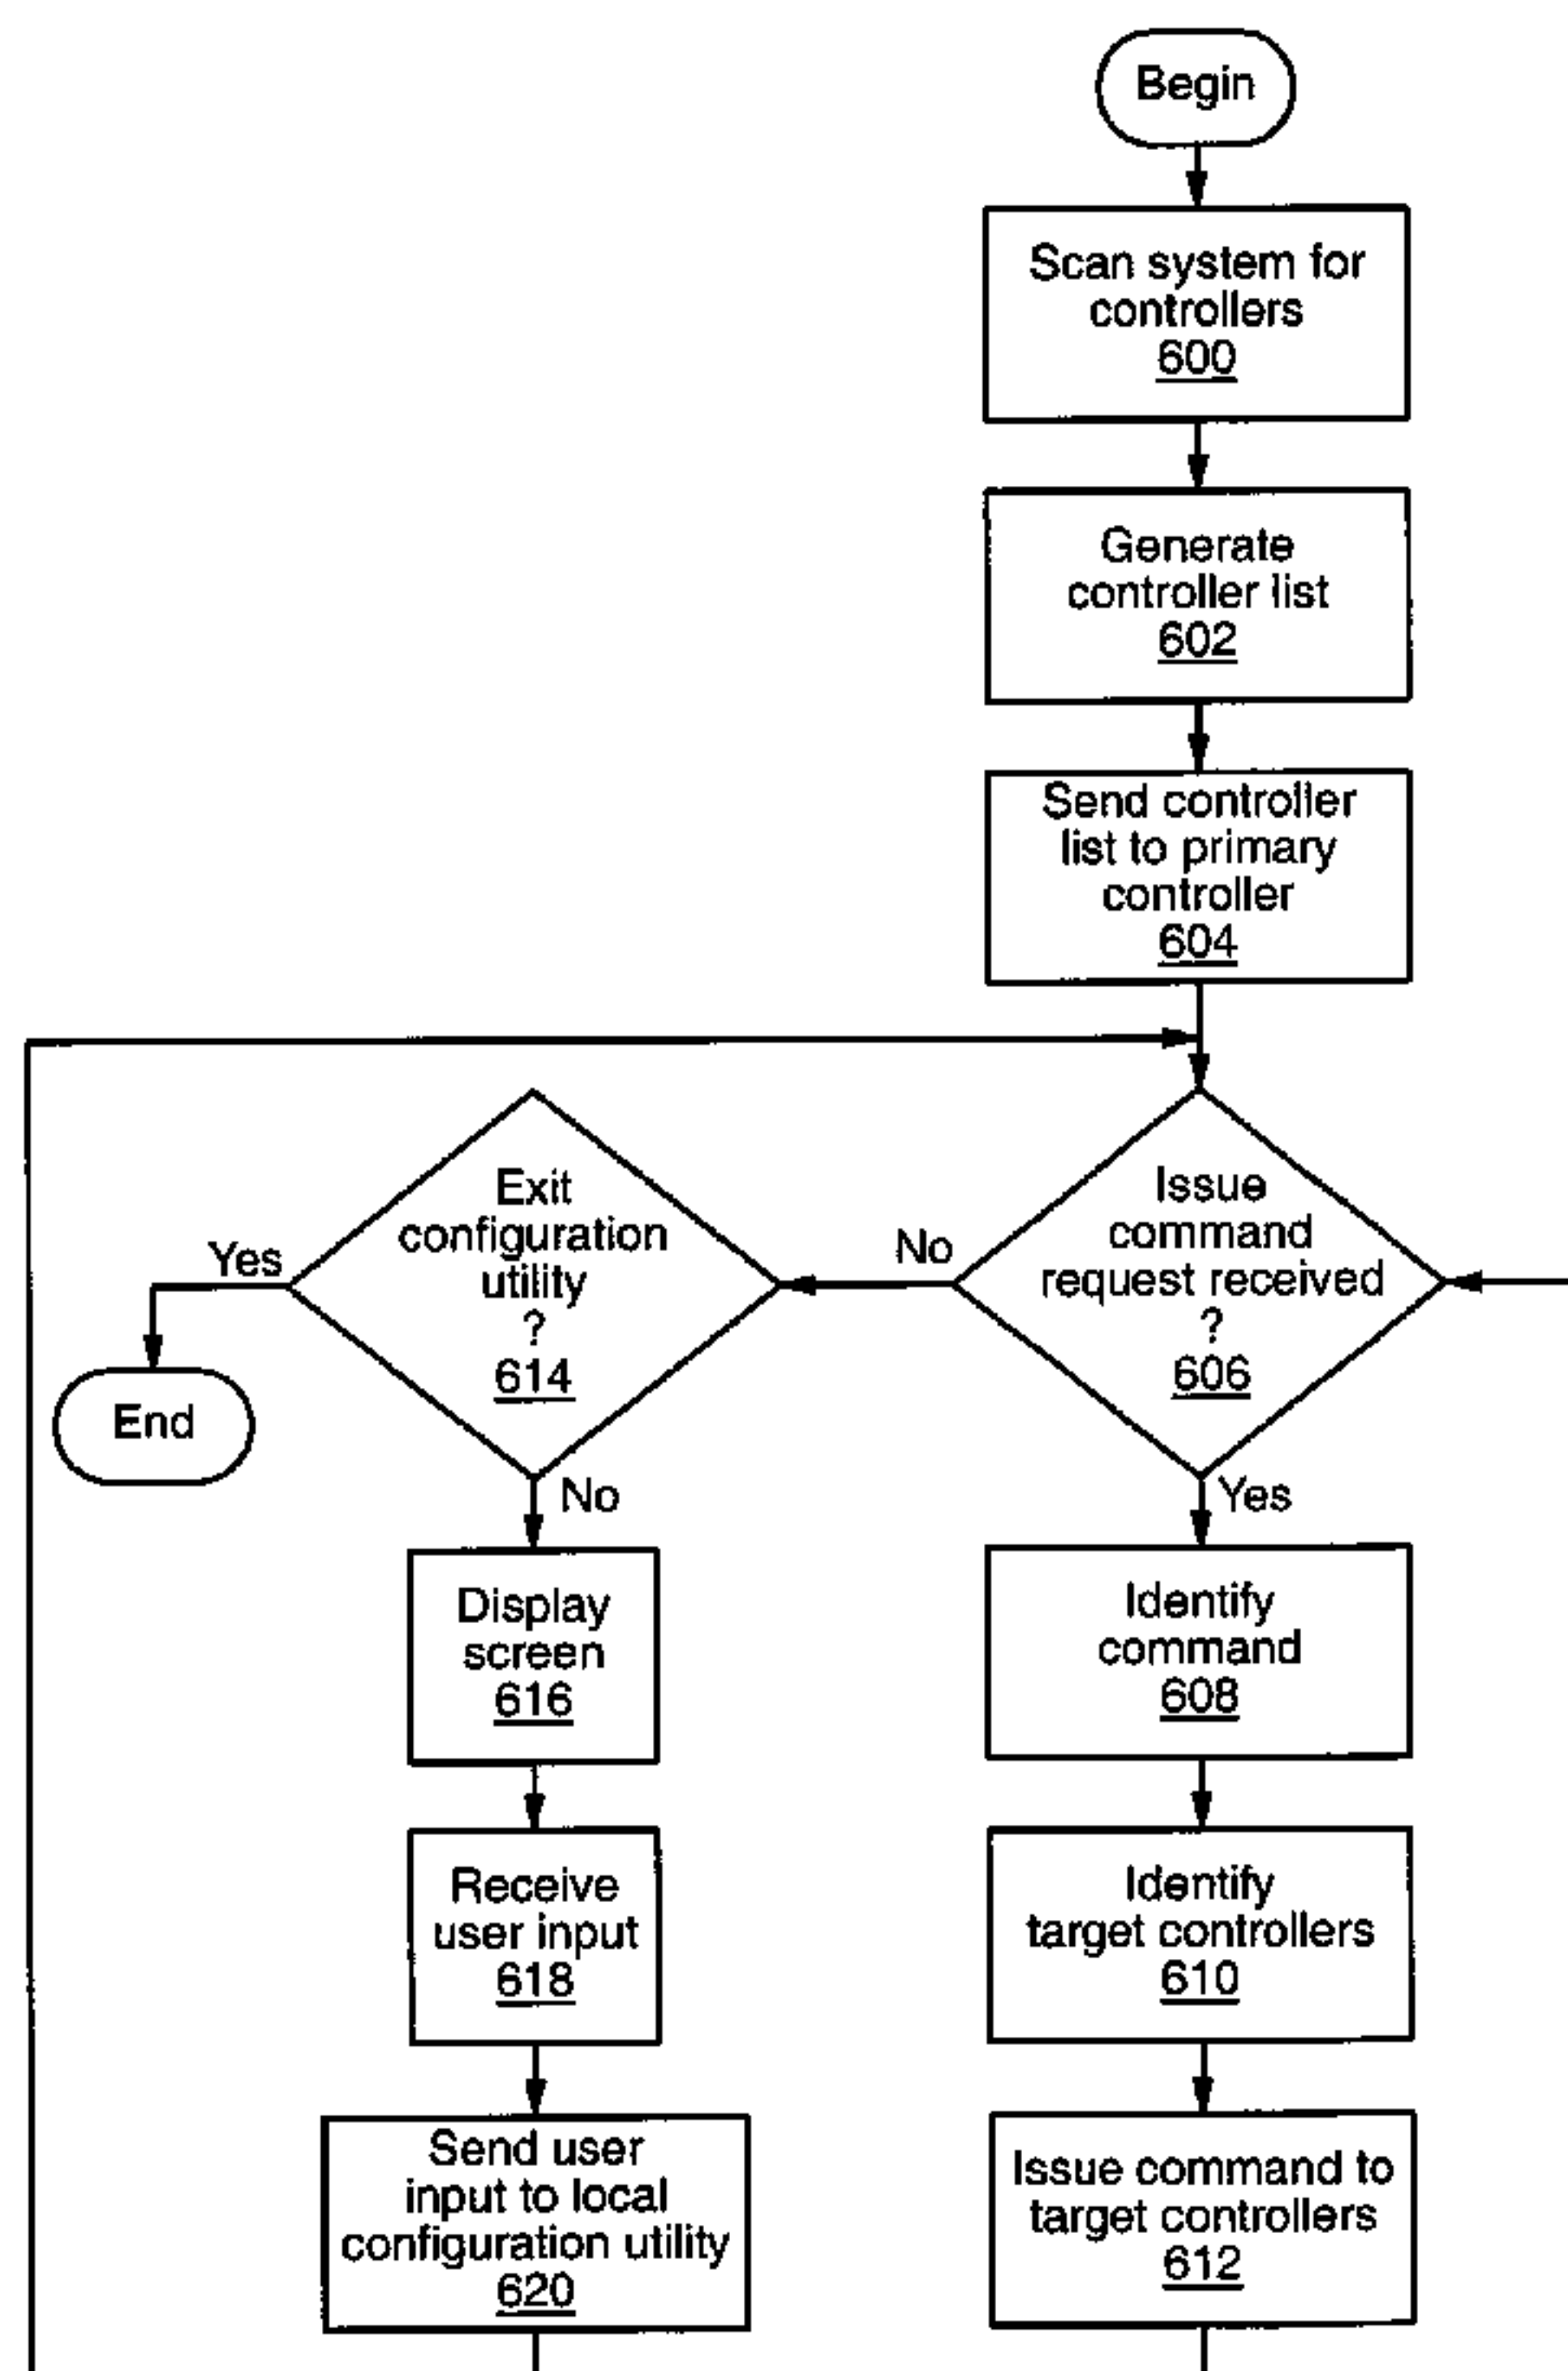 Begin
Scan system for
controllers
600
Generate
controller list
602
Send controller
list to primary
controller
604
Issue
command
request received
?
606
No
Yes
Exit
configuration
utility
?
614
Yes
No
End
Display
screen
616
Receive
user input
618
Send user
input to local
configuration utility
620
Identify
command
608
Identify
target controllers
610
Issue command to
target controllers
612